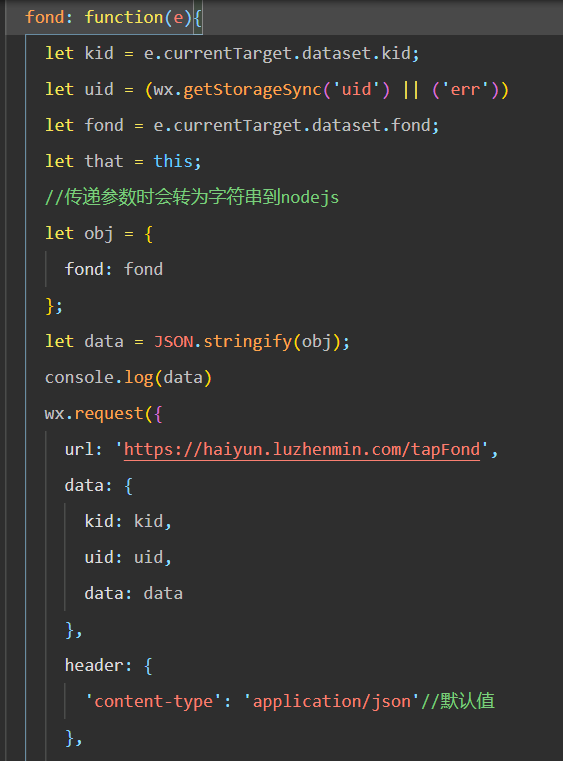 fond: function(e){
let kid = e.currentTarget.dataset.kid;
let uid = (wx.getStorageSync('uid') || ('err'))
let fond = e.currentTarget.dataset.fond;
let that = this;
//传递参数时会转为字符串到nodejs
let obj = {
fond: fond
};
let data = JSON.stringify(obj);
console.log(data)
wx.request({
url: 'https://haiyun.luzhenmin.com/tapFond',
data: {
kid: kid,
uid: uid,
data: data
},
header: {
'content-type': 'application/json'//默认值
},